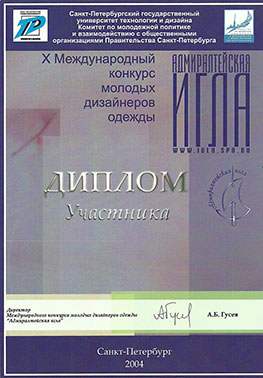 Санкт-Петербургский государственный
университет технологии и дизайна
Комитет по молодежной политике
и взаимодействию с общественными
организациями Правительства Санкт-Петербурга
X Международный
конкурс
молодых
дизайнеров
одежды
АДМИРАЛТЕЙСКАЯ
ИГЛА
ДИПЛОМ
Участника
Директор
Международного конкурса молодых дизайнеров одежды
"Адмиралтейская игла"
А.Б. Гусев
Санкт-Петербург
2004